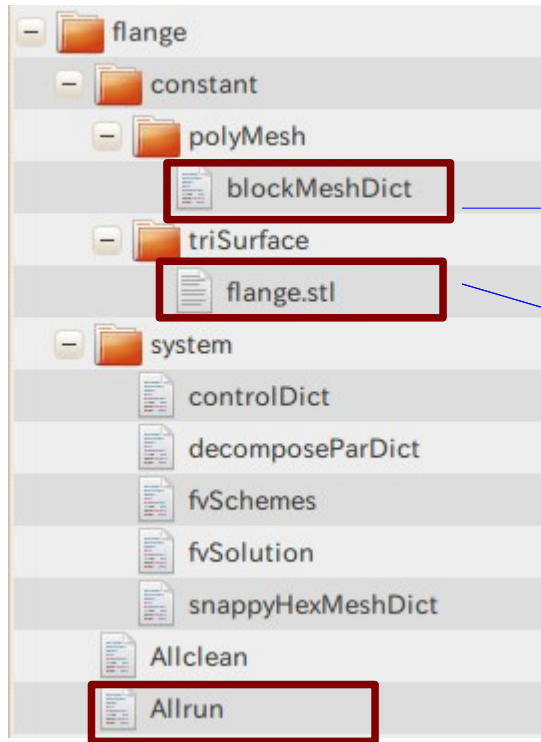 flange
constant
polyMesh
blockMeshDict
triSurface
flange.stl
system
controlDict
decomposeParDict
fvSchemes
fvSolution
snappyHexMeshDict
Allclean
Allrun